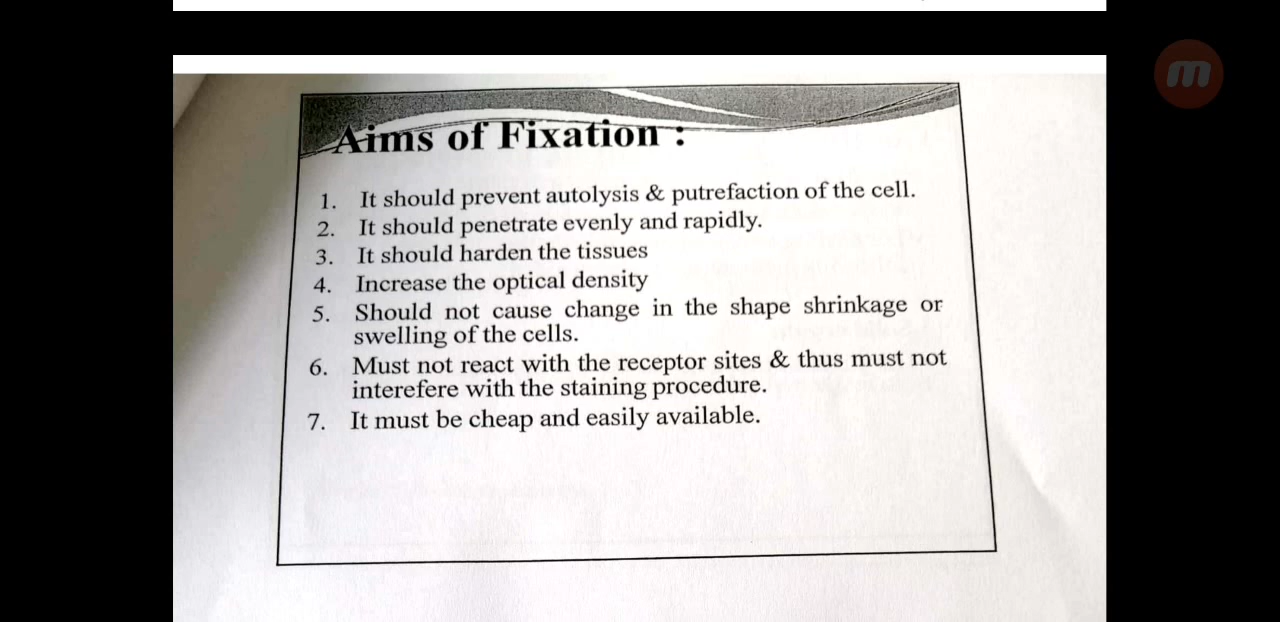 Aims of Fixation :
1. It should prevent autolysis & putrefaction of the cell.
2. It should penetrate evenly and rapidly.
3. It should harden the tissues
4. Increase the optical density
5. Should not cause change in the shape shrinkage or
swelling of the cells.
6. Must not react with the receptor sites & thus must not
interefere with the staining procedure.
7. It must be cheap and easily available.